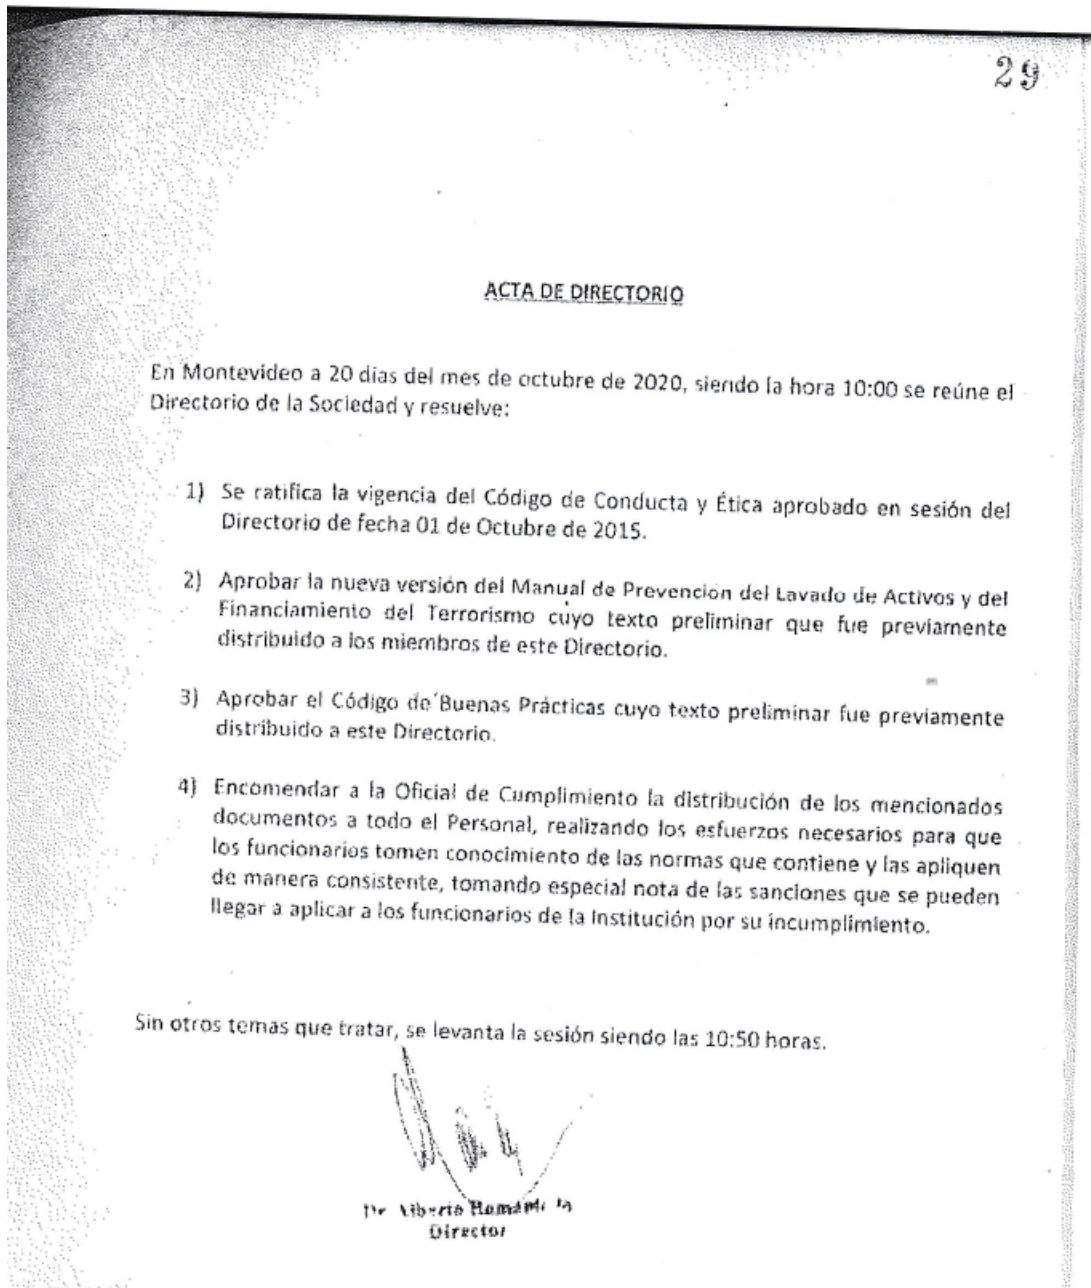 29
ACTA DE DIRECTORIO
En Montevideo a 20 días del mes de octubre de 2020, siendo la hora 10:00 se reúne el
Directorio de la Sociedad y resuelve:
1) Se ratifica la vigencia del Código de Conducta y Ética aprobado en sesión del
Directorio de fecha 01 de Octubre de 2015.
2) Aprobar la nueva versión del Manual de Prevención del Lavado de Activos y del
Financiamiento del Terrorismo cuyo texto preliminar que fue previamente
distribuido a los miembros de este Directorio.
3) Aprobar el Código de Buenas Prácticas cuyo texto preliminar fue previamente
distribuido a este Directorio.
4) Encomendar a la Oficial de Cumplimiento la distribución de los mencionados
documentos a todo el Personal, realizando los esfuerzos necesarios para que
los funcionarios tomen conocimiento de las normas que contiene y las apliquen
de manera consistente, tomando especial nota de las sanciones que se pueden
llegar a aplicar a los funcionarios de la Institución por su incumplimiento.
Sin otros temas que tratar, se levanta la sesión siendo las 10:50 horas.
Dr Alberto
Director